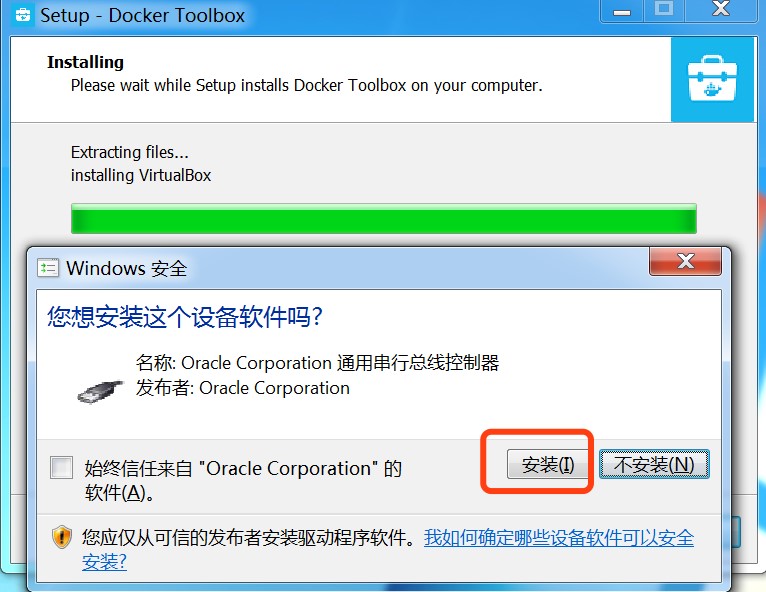 Setup - Docker Toolbox
Installing
Please wait while Setup installs Docker Toolbox on your computer.
Extracting files...
installing VirtualBox
Windows 安全
您想安装这个设备软件吗?
名称: Oracle Corporation 通用串行总线控制器
发布者: Oracle Corporation
始终信任来自 "Oracle Corporation" 的
软件(A)。
安装(I)
不安装(N)
您应仅从可信的发布者安装驱动程序软件。我如何确定哪些设备软件可以安全
安装?